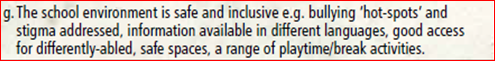 g. The school environment is safe and inclusive e.g. bullying ‘hot-spots’ and
stigma addressed, information available in different languages, good access
for differently-abled, safe spaces, a range of playtime/break activities.